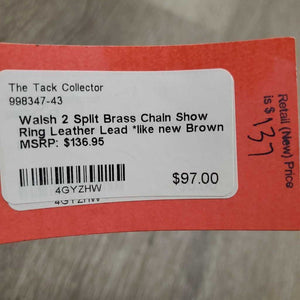 The Tack Collector
998347-43
Walsh 2 Split Brass Chain Show
Ring Leather Lead *like new Brown
MSRP: $136.95
$97.00
4GYZHW
4GYZHW
Retail (New) Price
is $137